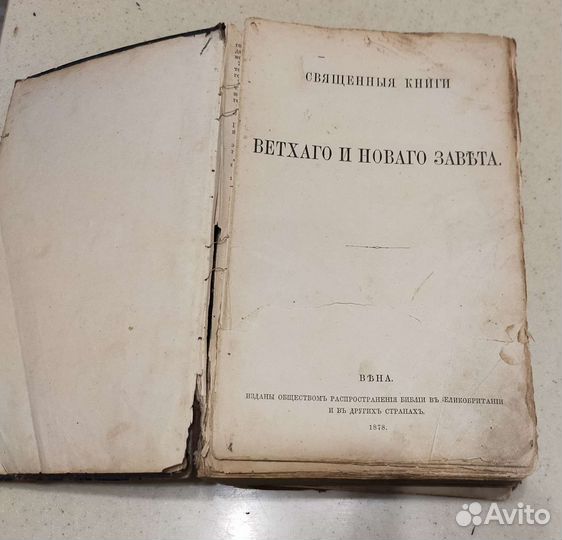 СВЯЩЕННЫЯ КНИГИ
ВЕТХАГО И НОВАГО ЗАВѢТА.
ВѢНА.
ИЗДАНЫ ОБЩЕСТВОМЪ РАСПРОСТРАНЕНІЯ БИБЛІИ ВЪ ВЕЛИКОБРИТАНІИ
И ВЪ ДРУГИХЪ СТРАНАХЪ.
1878.
Avito